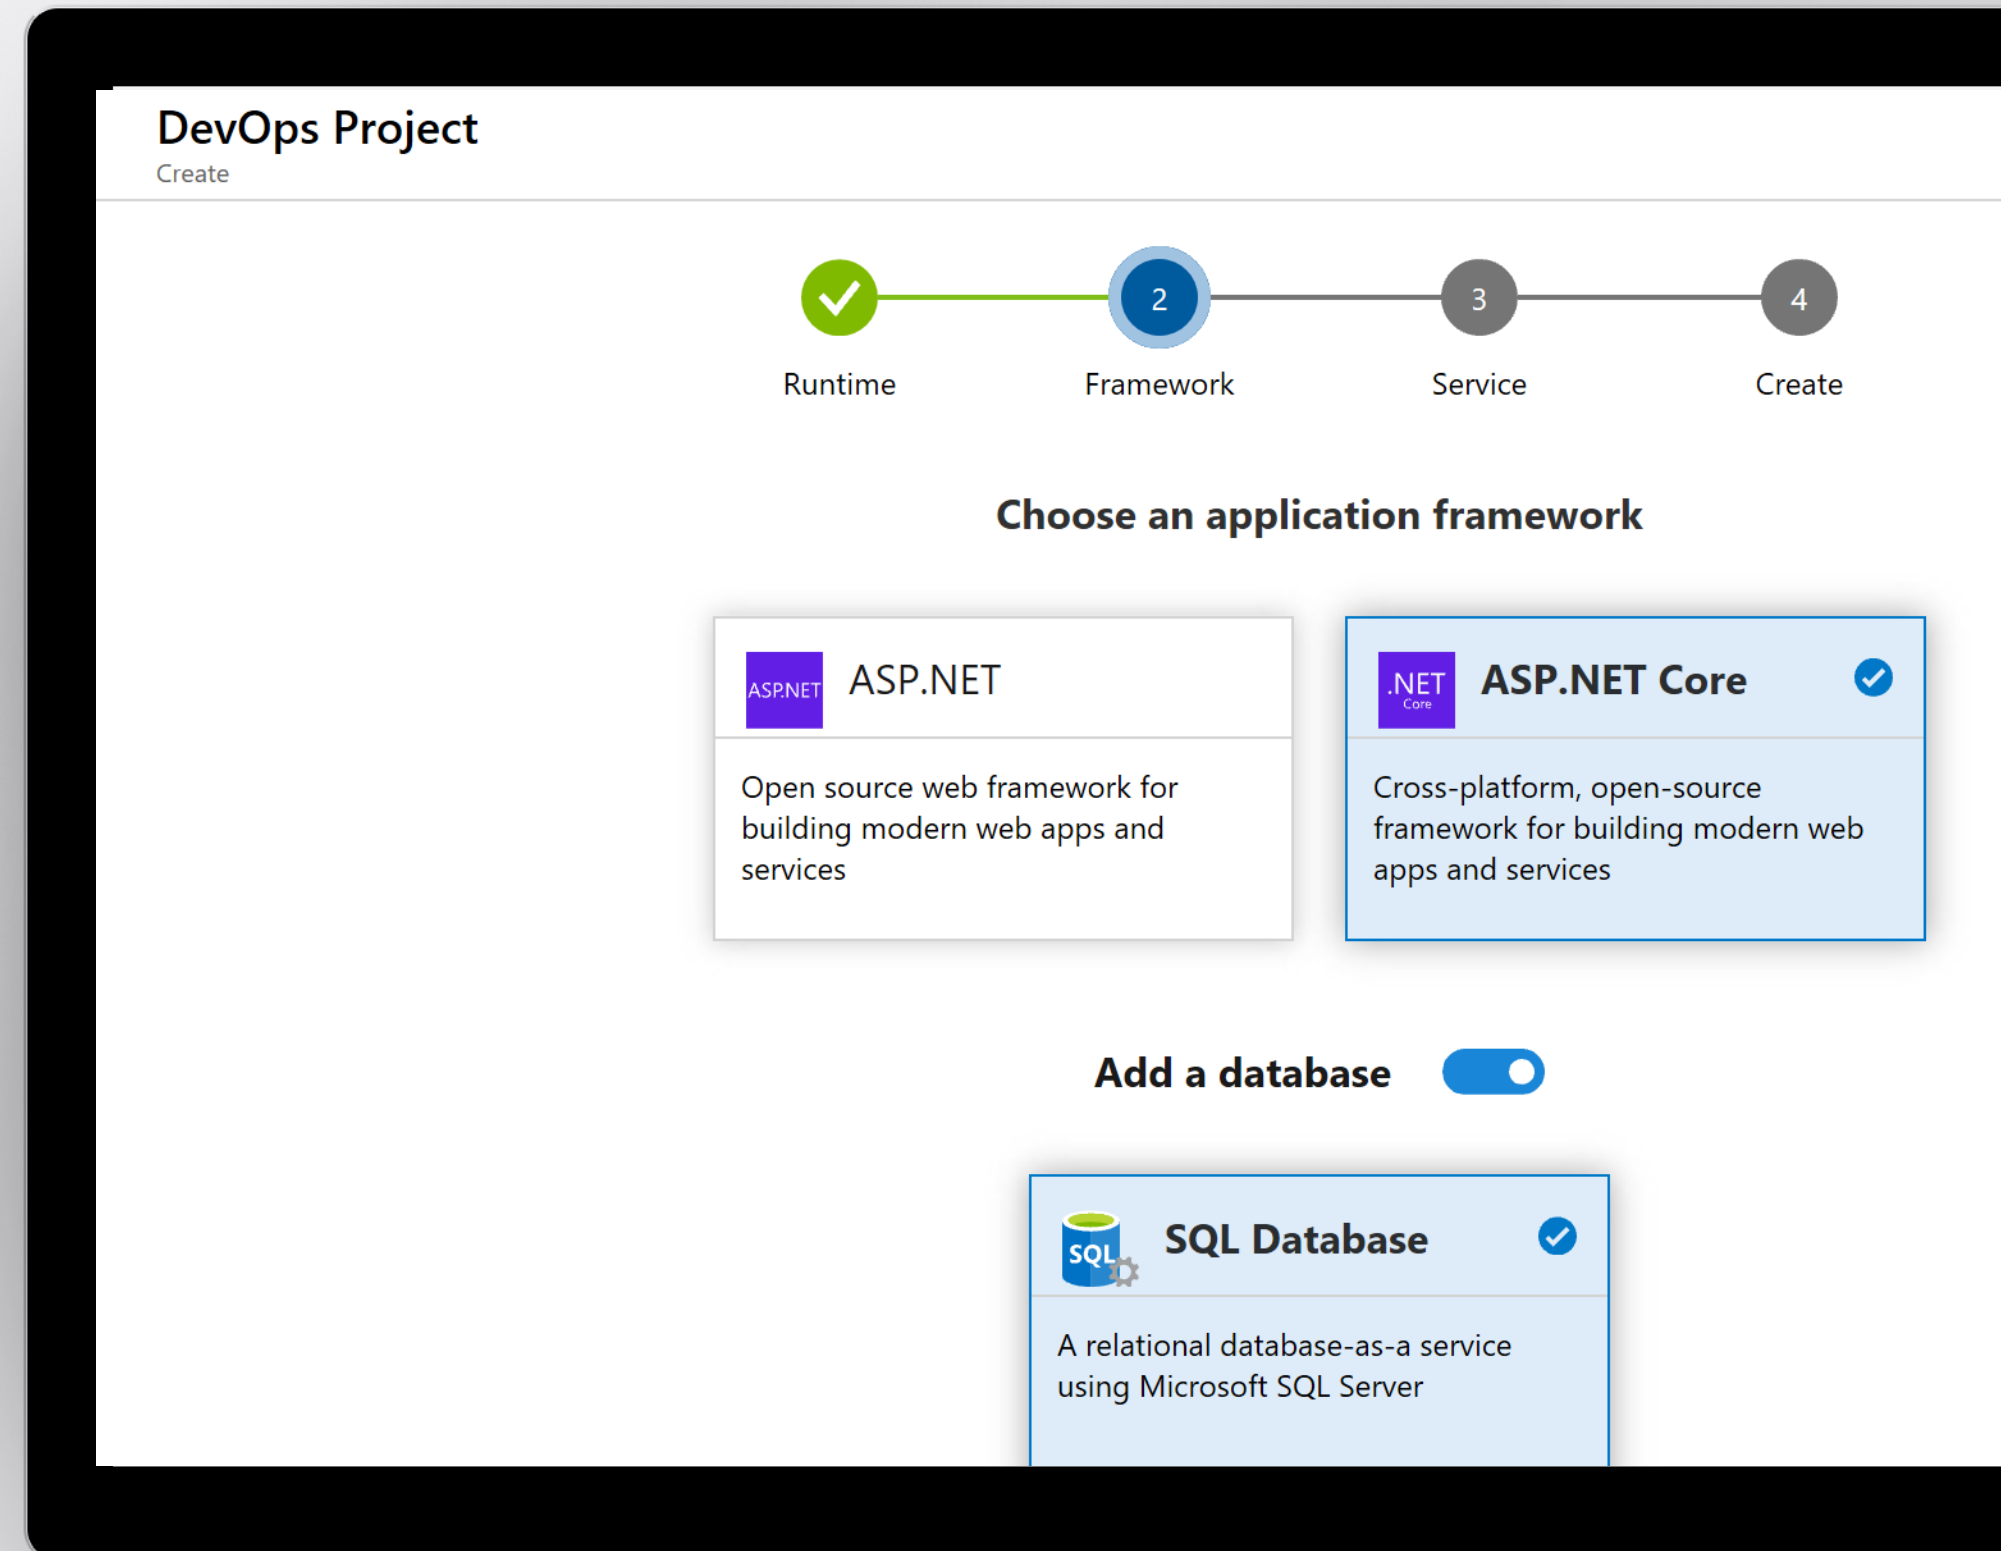 DevOps Project
Create
2
3
4
Runtime
Framework
Service
Create
Choose an application framework
ASP.NET
ASP.NET
Open source web framework for
building modern web apps and
services
.NET
Core
ASP.NET Core
Cross-platform, open-source
framework for building modern web
apps and services
Add a database
SQL
SQL Database
A relational database-as-a service
using Microsoft SQL Server